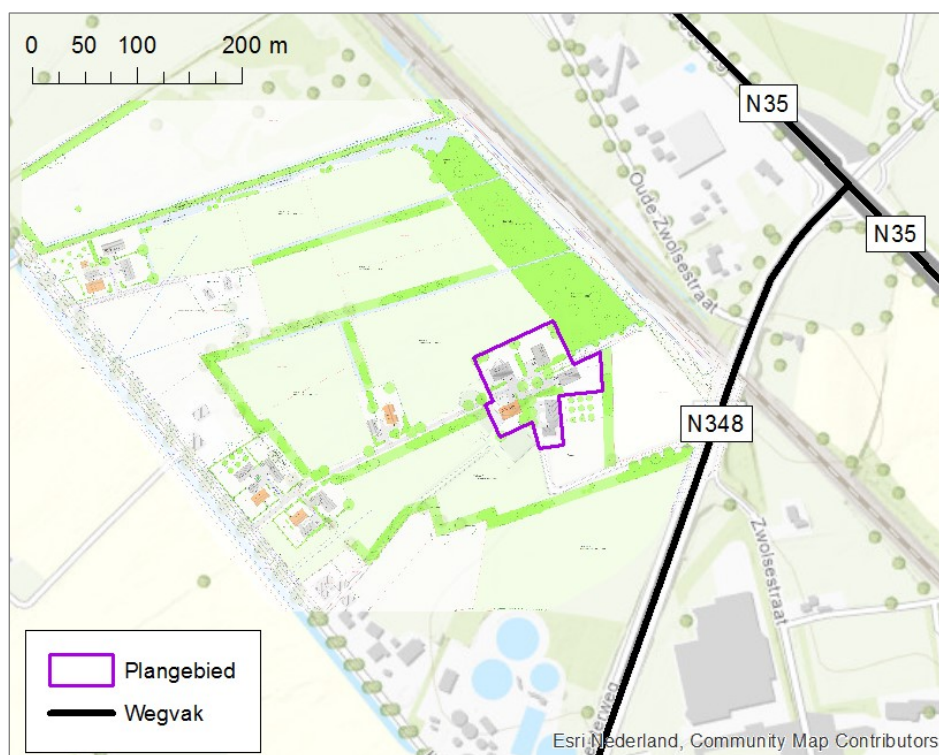 0 50 100 200 m
N35
Oude Zwolsestraat
N35
N348
Zwolsestraat
Plangebied
Wegvak
Esri Nederland, Community Map Contributors